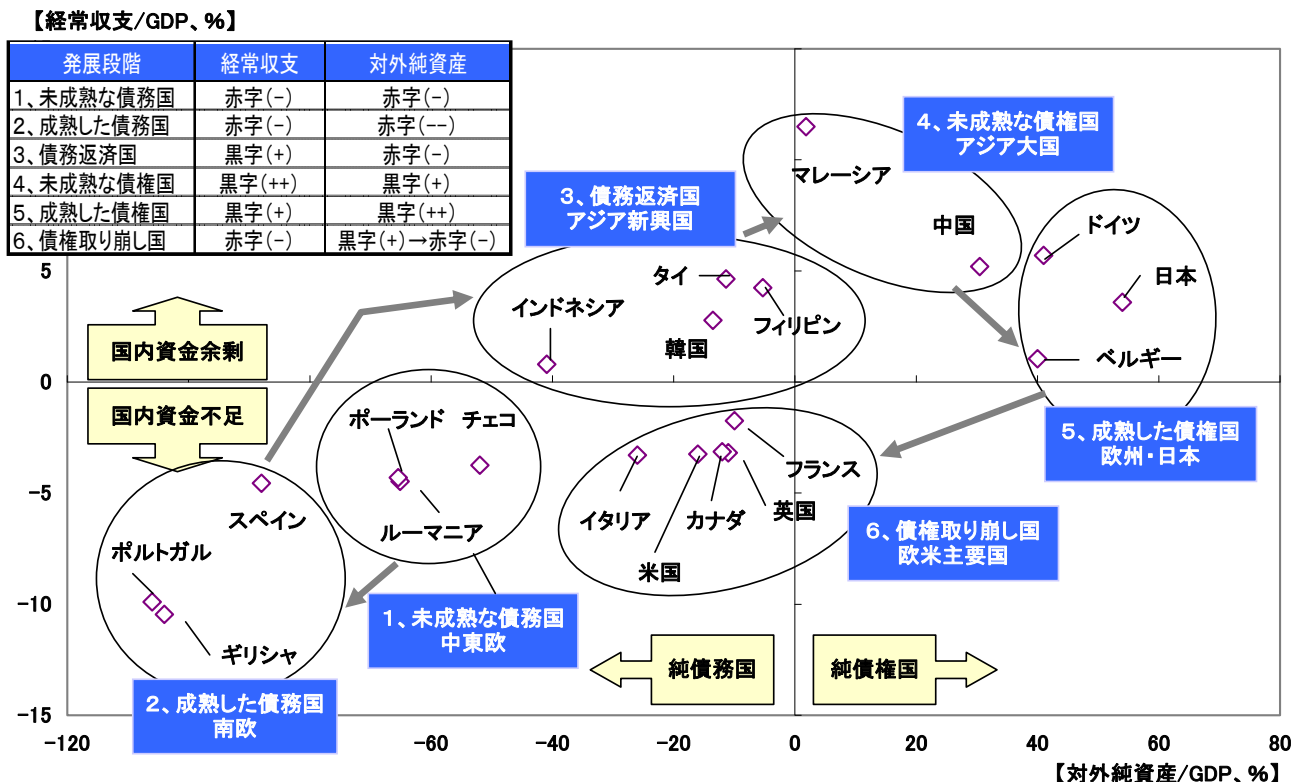 【経常収支/GDP、%】
発展段階 経常収支 対外純資産
1、未成熟な債務国 赤字(-) 赤字(-)
2、成熟した債務国 赤字(-) 赤字(--)
3、債務返済国 黒字(+) 赤字(-)
4、未成熟な債権国 黒字(++) 黒字(+)
5、成熟した債権国 黒字(+) 黒字(++)
6、債権取り崩し国 赤字(-) 黒字(+)→赤字(-)
4、未成熟な債権国
アジア大国
マレーシア
3、債務返済国
アジア新興国
中国
ドイツ
日本
ベルギー
5
タイ
インドネシア
フィリピン
韓国
国内資金余剰
0
国内資金不足
ポーランド チェコ
ルーマニア
5、成熟した債権国
欧州・日本
フランス
英国
カナダ
イタリア
米国
-5
スペイン
ポルトガル
ギリシャ
6、債権取り崩し国
欧米主要国
-10
1、未成熟な債務国
中東欧
純債務国
純債権国
2、成熟した債務国
南欧
-15
-120 -60 -40 -20 0 20 40 60 80
【対外純資産/GDP、%】